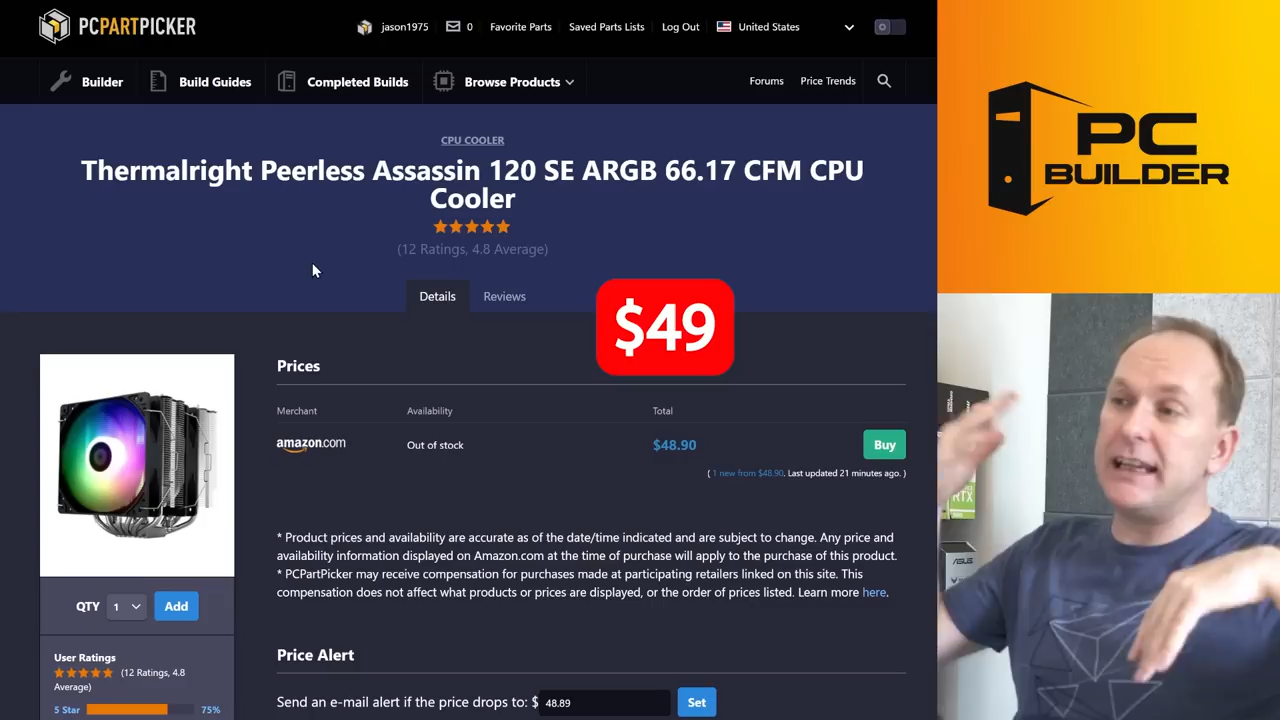 PCPARTPICKER
jason1975
0
Favorite Parts
Saved Parts Lists
Log Out
United States
Builder
Build Guides
Completed Builds
Browse Products
Forums
Price Trends
CPU COOLER
Thermalright Peerless Assassin 120 SE ARGB 66.17 CFM CPU
Cooler
(12 Ratings, 4.8 Average)
Details
Reviews
$49
Prices
Merchant
Availability
Total
amazon.com
Out of stock
$48.90
Buy
( 1 new from $48.90. Last updated 21 minutes ago. )
* Product prices and availability are accurate as of the date/time indicated and are subject to change. Any price and
availability information displayed on Amazon.com at the time of purchase will apply to the purchase of this product.
* PCPartPicker may receive compensation for purchases made at participating retailers linked on this site. This
compensation does not affect what products or prices are displayed, or the order of prices listed. Learn more here.
QTY
1
Add
User Ratings
(12 Ratings, 4.8
Average)
5 Star
75%
Price Alert
Send an e-mail alert if the price drops to: $
48.89
Set
PC
BUILDER
RTX
ASUS